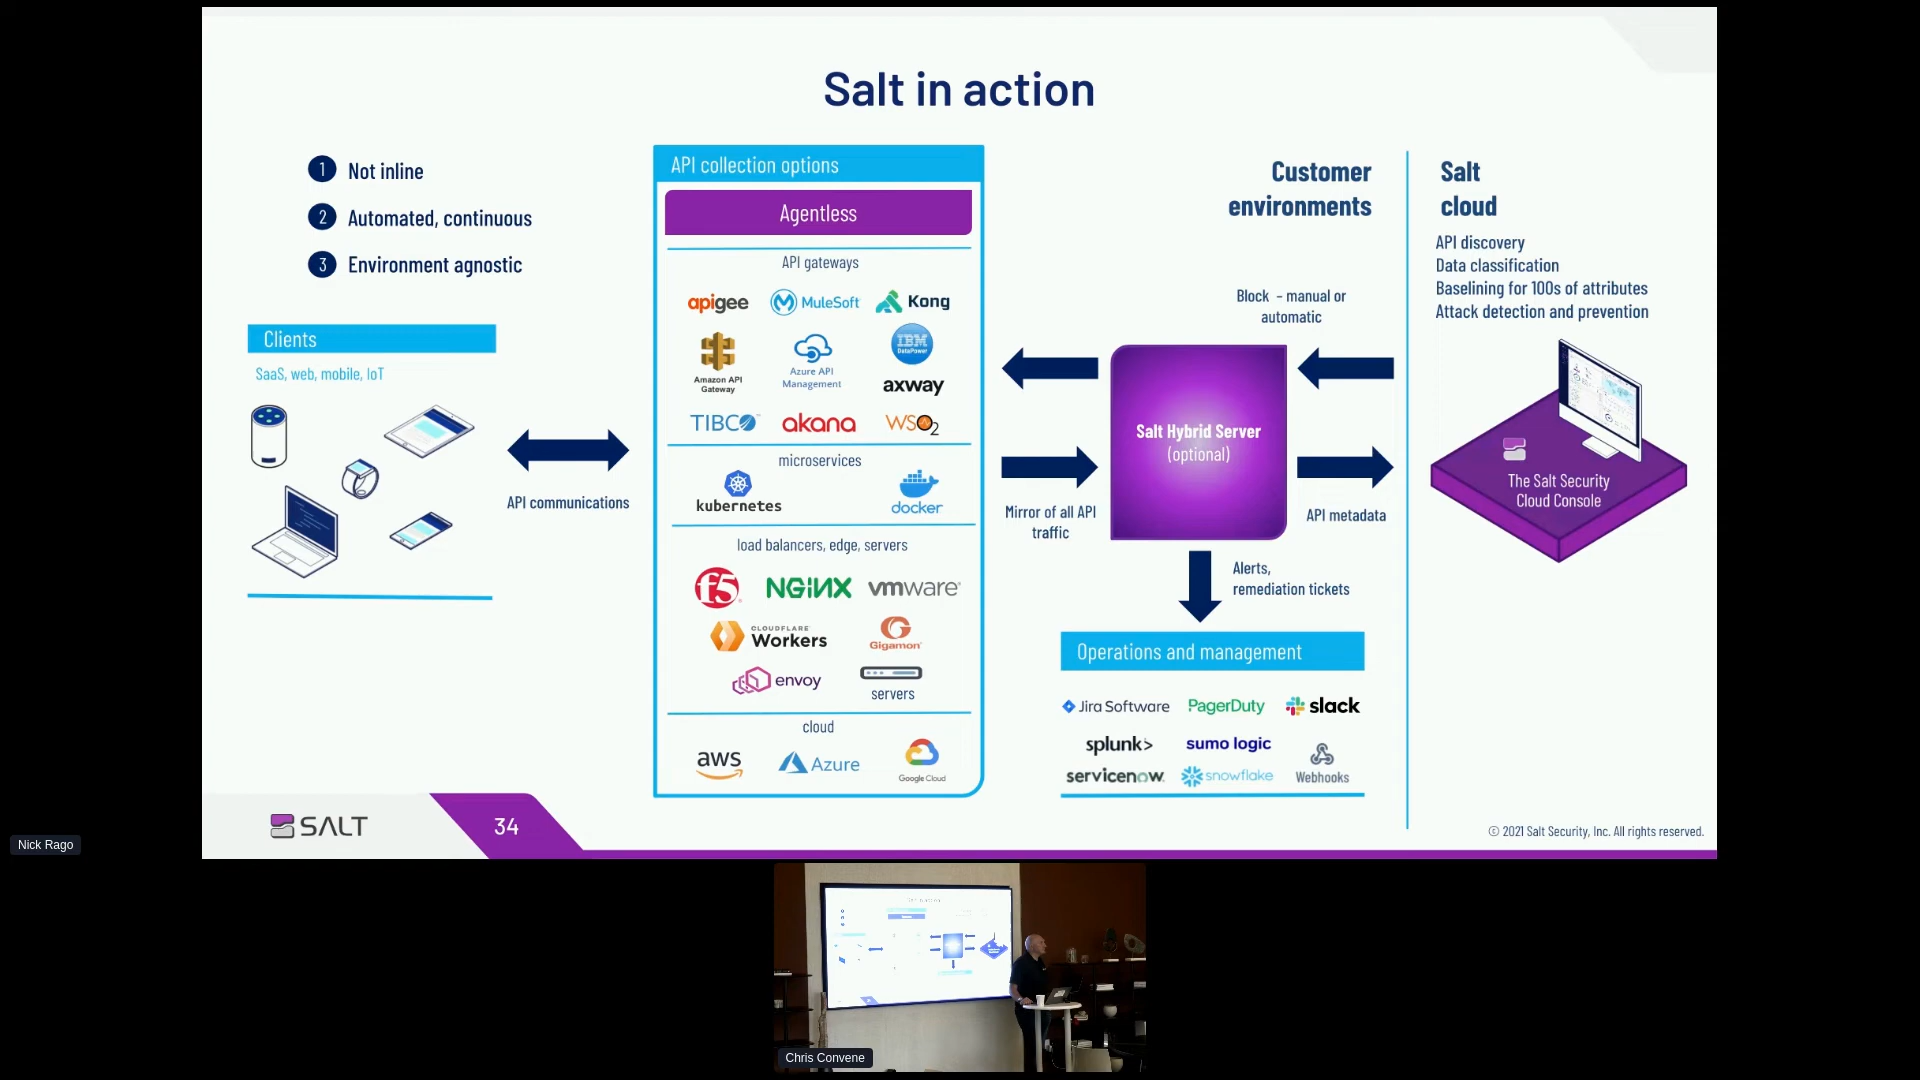 Salt in action
1 Not inline
2 Automated, continuous
3 Environment agnostic
Clients
SaaS, web, mobile, IoT
API communications
API collection options
Agentless
API gateways
apigee
MuleSoft
Kong
Amazon API
Gateway
Azure API
Management
IBM
DataPower
axway
TIBCO
akana
WSO2
microservices
kubernetes
docker
load balancers, edge, servers
f5
NGINX
vmware®
CLOUDFLARE
Workers
Gigamon®
envoy
servers
cloud
aws
Azure
Google Cloud
Customer
environments
Block - manual or
automatic
Salt Hybrid Server
(optional)
Mirror of all API
traffic
API metadata
Alerts,
remediation tickets
Operations and management
Jira Software
PagerDuty
slack
splunk>
sumo logic
servicenow
snowflake
Webhooks
Salt
cloud
API discovery
Data classification
Baselining for 100s of attributes
Attack detection and prevention
The Salt Security
Cloud Console
SALT
34
© 2021 Salt Security, Inc. All rights reserved.
Nick Rago
Chris Convene